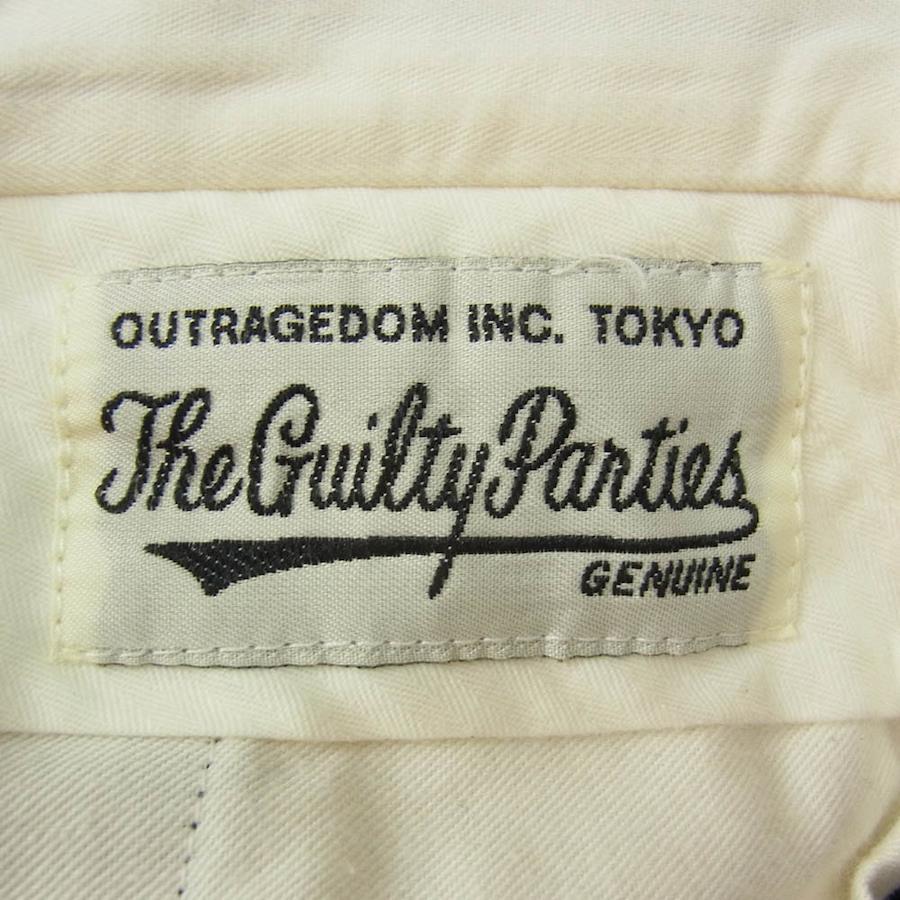 OUTRAGEDOM INC. TOKYO
The Guilty Parties
GENUINE